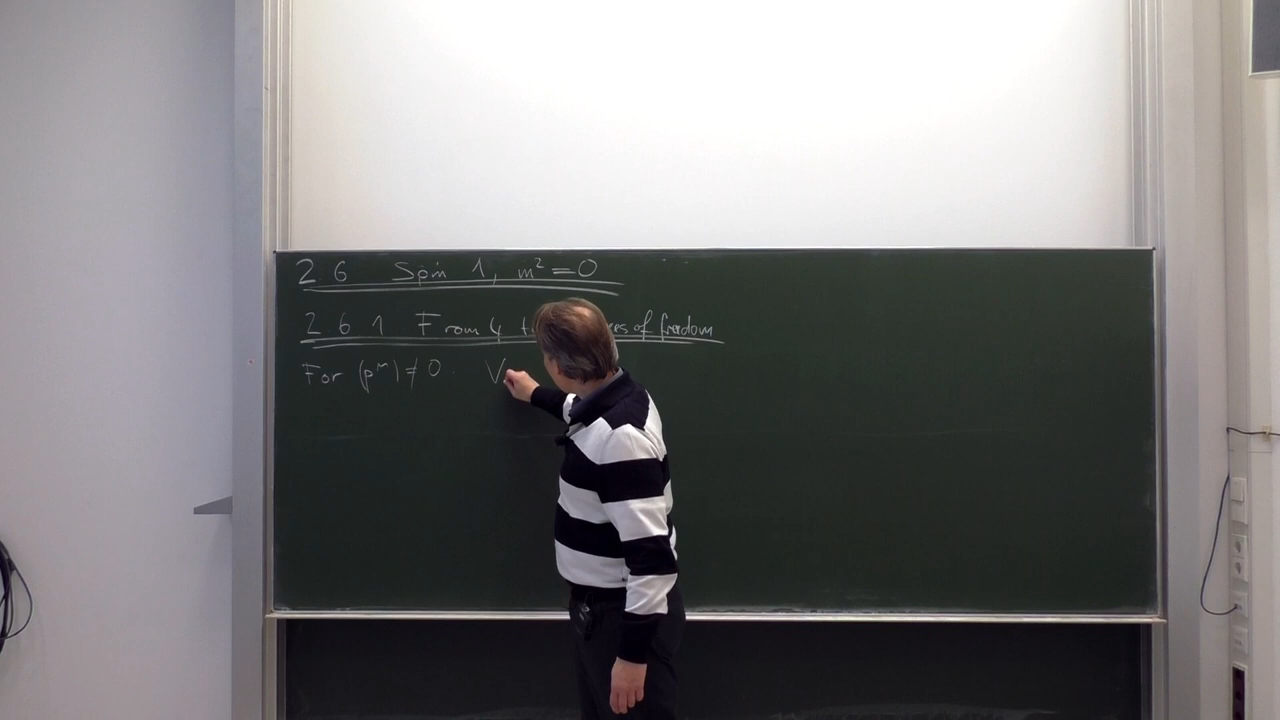 2.6 Spin 1, m² = 0
2.6.1 From 4 t es of freedom
For (p^μ) ≠ 0: V